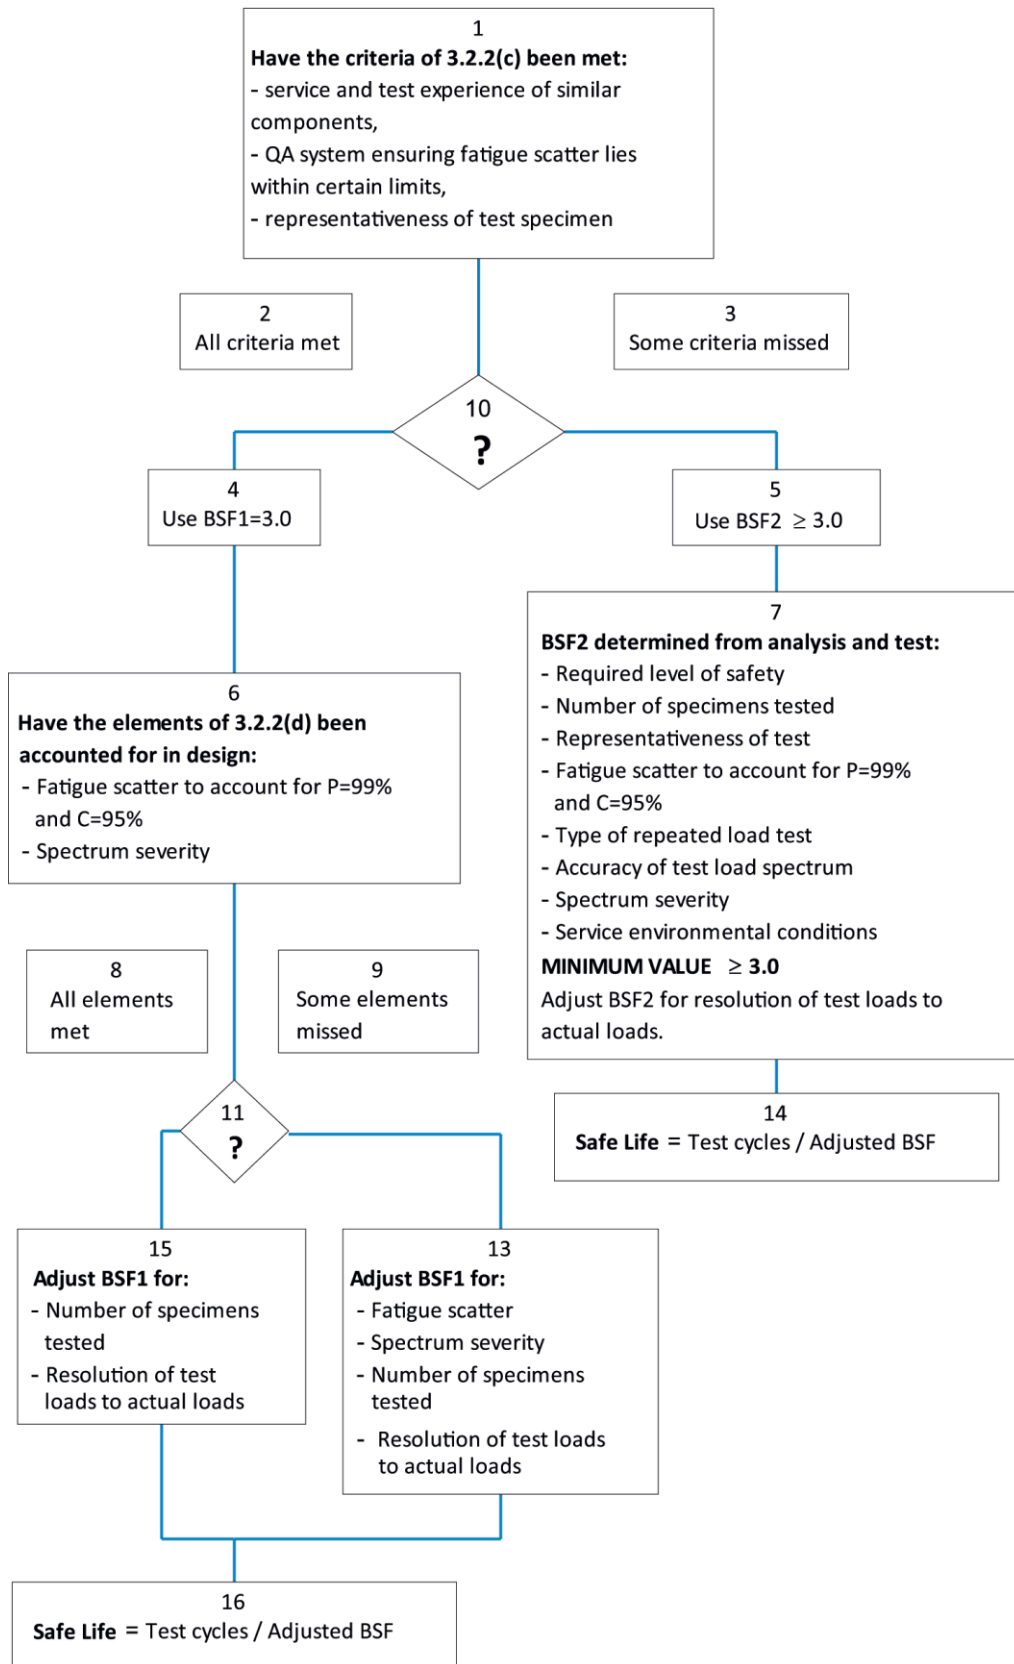 1
Have the criteria of 3.2.2(c) been met:
- service and test experience of similar
components,
- QA system ensuring fatigue scatter lies
within certain limits,
- representativeness of test specimen
2
All criteria met
3
Some criteria missed
10
?
4
Use BSF1=3.0
5
Use BSF2 ≥ 3.0
6
Have the elements of 3.2.2(d) been
accounted for in design:
- Fatigue scatter to account for P=99%
and C=95%
- Spectrum severity
7
BSF2 determined from analysis and test:
- Required level of safety
- Number of specimens tested
- Representativeness of test
- Fatigue scatter to account for P=99%
and C=95%
- Type of repeated load test
- Accuracy of test load spectrum
- Spectrum severity
- Service environmental conditions
MINIMUM VALUE ≥ 3.0
Adjust BSF2 for resolution of test loads to
actual loads.
8
All elements
met
9
Some elements
missed
11
?
14
Safe Life = Test cycles / Adjusted BSF
15
Adjust BSF1 for:
- Number of specimens
tested
- Resolution of test
loads to actual loads
13
Adjust BSF1 for:
- Fatigue scatter
- Spectrum severity
- Number of specimens
tested
- Resolution of test loads
to actual loads
16
Safe Life = Test cycles / Adjusted BSF